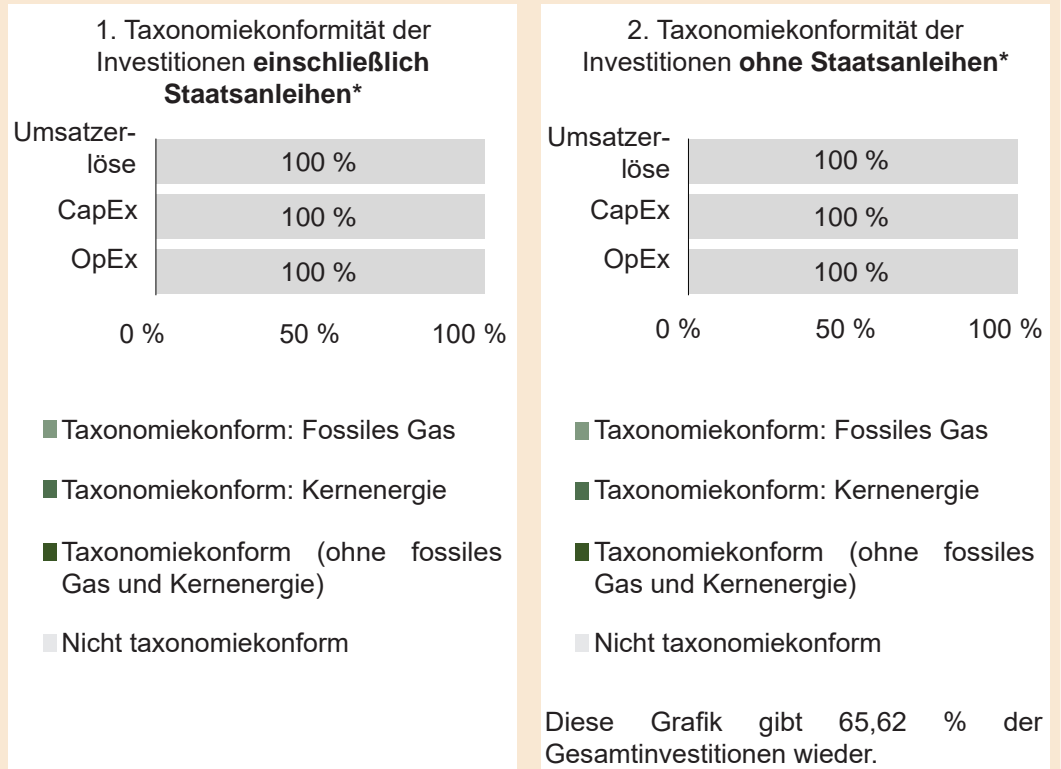 1. Taxonomiekonformität der
Investitionen einschließlich
Staatsanleihen*
Umsatzer-
löse
100 %
CapEx
100 %
OpEx
100 %
0 %
50 %
100 %
Taxonomiekonform: Fossiles Gas
Taxonomiekonform: Kernenergie
Taxonomiekonform (ohne fossiles
Gas und Kernenergie)
Nicht taxonomiekonform
2. Taxonomiekonformität der
Investitionen ohne Staatsanleihen*
Umsatzer-
löse
100 %
CapEx
100 %
OpEx
100 %
0 %
50 %
100 %
Taxonomiekonform: Fossiles Gas
Taxonomiekonform: Kernenergie
Taxonomiekonform (ohne fossiles
Gas und Kernenergie)
Nicht taxonomiekonform
Diese Grafik gibt 65,62 % der
Gesamtinvestitionen wieder.